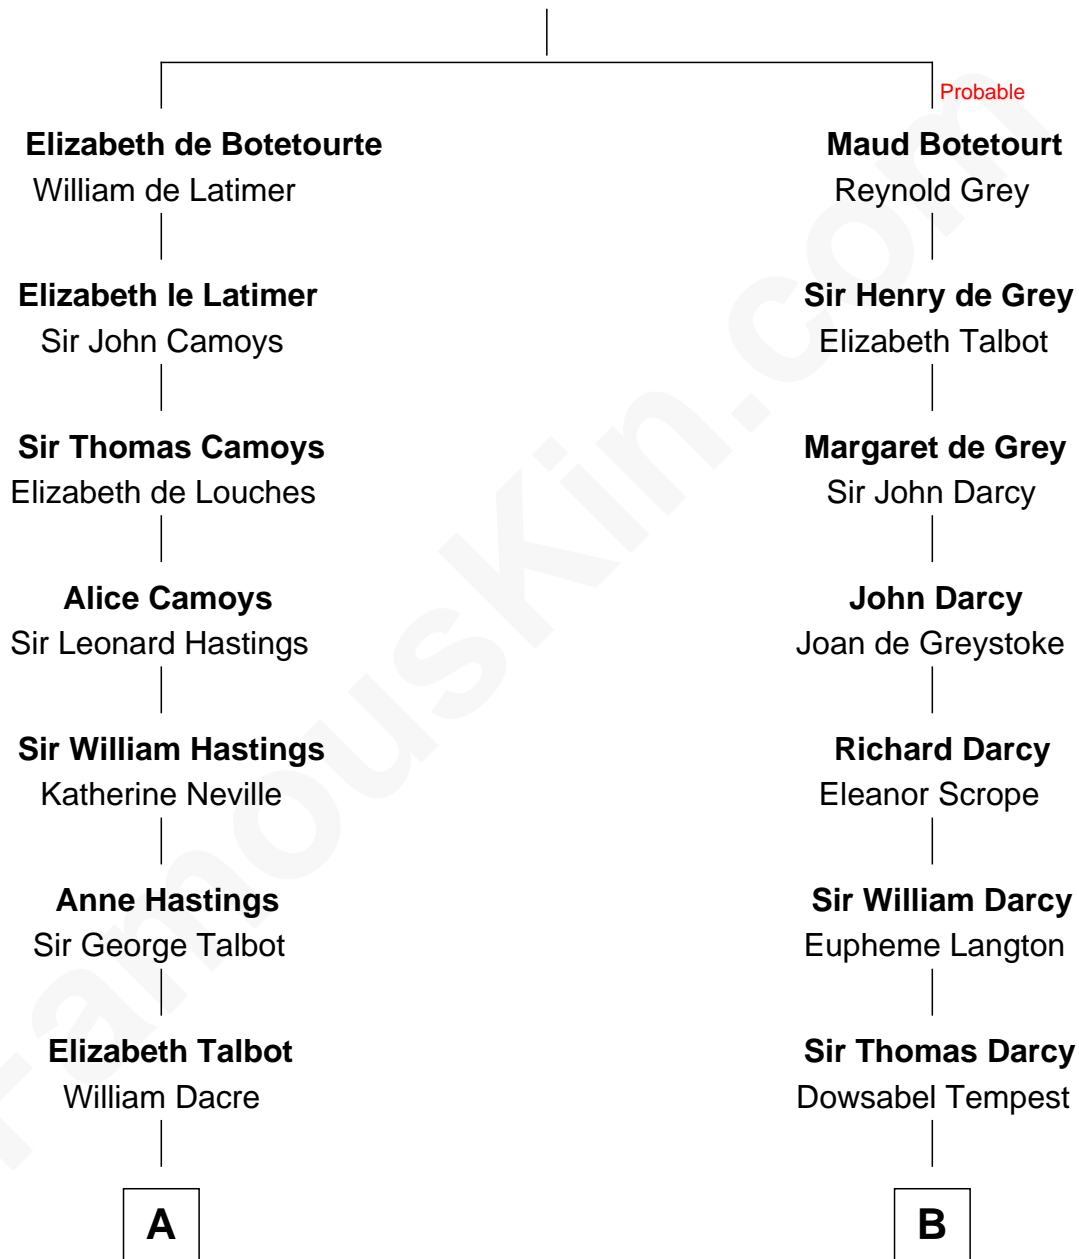 Probable
Elizabeth de Botetourte
William de Latimer
Maud Botetourt
Reynold Grey
Elizabeth le Latimer
Sir John Camoys
Sir Henry de Grey
Elizabeth Talbot
Sir Thomas Camoys
Elizabeth de Louches
Margaret de Grey
Sir John Darcy
Alice Camoys
Sir Leonard Hastings
John Darcy
Joan de Greystoke
Sir William Hastings
Katherine Neville
Richard Darcy
Eleanor Scrope
Anne Hastings
Sir George Talbot
Sir William Darcy
Eupheme Langton
Elizabeth Talbot
William Dacre
Sir Thomas Darcy
Dowsabel Tempest
A
B
FamousKin.com